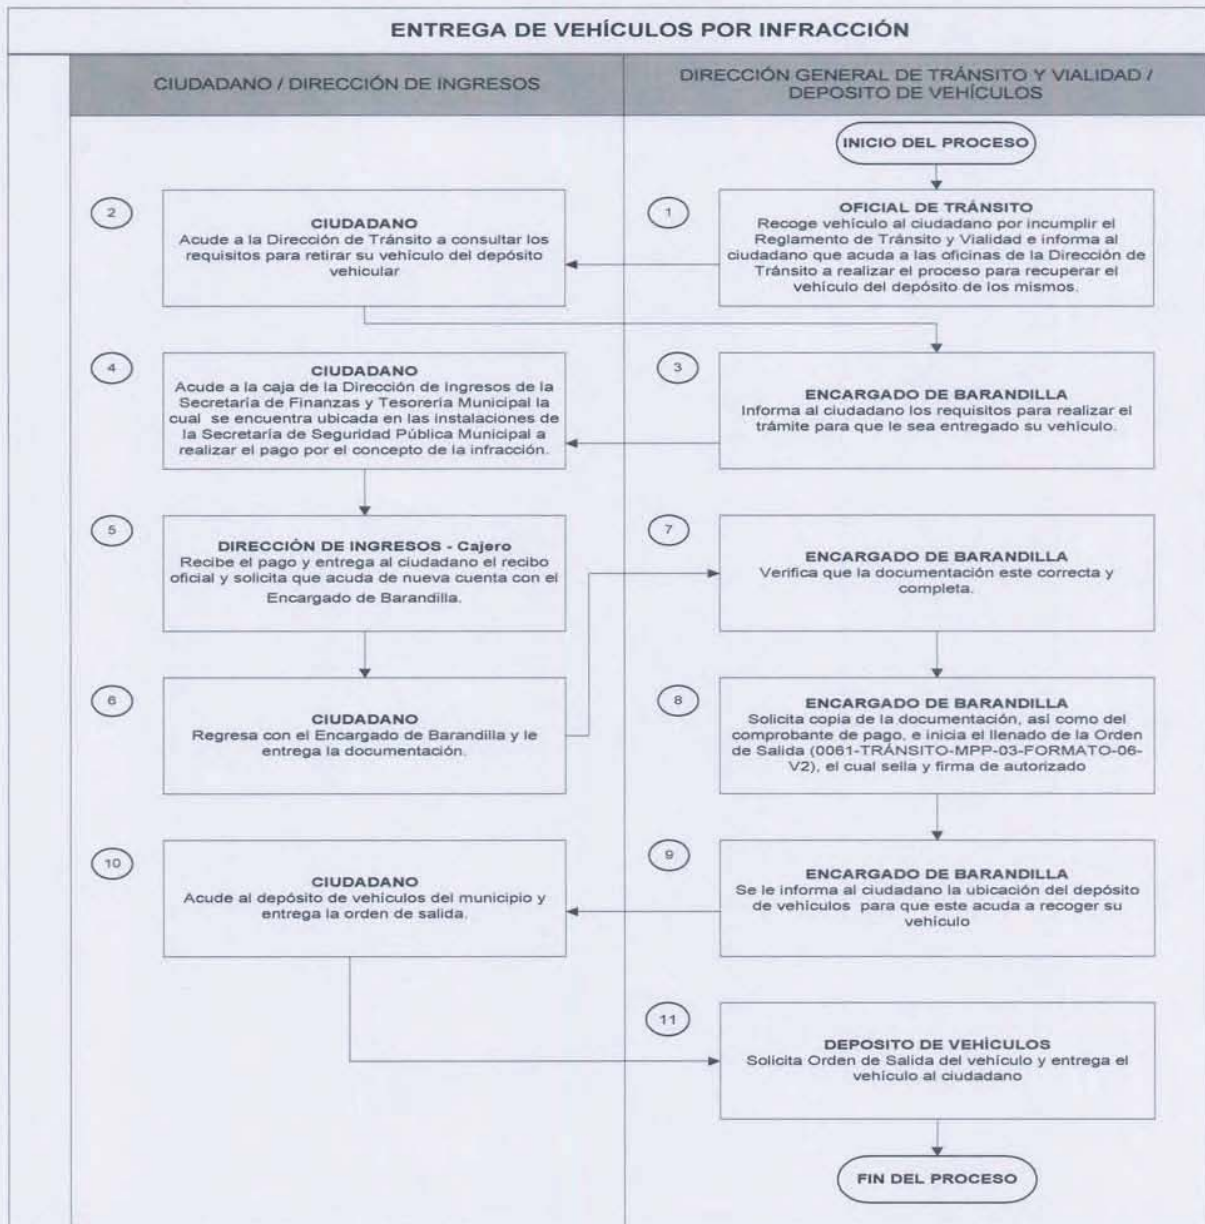 ENTREGA DE VEHÍCULOS POR INFRACCIÓN
CIUDADANO / DIRECCIÓN DE INGRESOS
DIRECCIÓN GENERAL DE TRÁNSITO Y VIALIDAD /
DEPOSITO DE VEHÍCULOS
INICIO DEL PROCESO
1
OFICIAL DE TRÁNSITO
Recoge vehículo al ciudadano por incumplir el
Reglamento de Tránsito y Vialidad e informa al
ciudadano que acuda a las oficinas de la Dirección de
Tránsito a realizar el proceso para recuperar el
vehículo del depósito de los mismos.
2
CIUDADANO
Acude a la Dirección de Tránsito a consultar los
requisitos para retirar su vehículo del depósito
vehicular
3
ENCARGADO DE BARANDILLA
Informa al ciudadano los requisitos para realizar el
trámite para que le sea entregado su vehículo.
4
CIUDADANO
Acude a la caja de la Dirección de Ingresos de la
Secretaría de Finanzas y Tesorería Municipal la
cual se encuentra ubicada en las instalaciones de
la Secretaría de Seguridad Pública Municipal a
realizar el pago por el concepto de la infracción.
5
DIRECCIÓN DE INGRESOS - Cajero
Recibe el pago y entrega al ciudadano el recibo
oficial y solicita que acuda de nueva cuenta con el
Encargado de Barandilla.
6
CIUDADANO
Regresa con el Encargado de Barandilla y le
entrega la documentación.
7
ENCARGADO DE BARANDILLA
Verifica que la documentación este correcta y
completa.
8
ENCARGADO DE BARANDILLA
Solicita copia de la documentación, así como del
comprobante de pago, e inicia el llenado de la Orden
de Salida (0061-TRÁNSITO-MPP-03-FORMATO-06-
V2), el cual sella y firma de autorizado
9
ENCARGADO DE BARANDILLA
Se le informa al ciudadano la ubicación del depósito
de vehículos para que este acuda a recoger su
vehículo
10
CIUDADANO
Acude al depósito de vehículos del municipio y
entrega la orden de salida.
11
DEPOSITO DE VEHÍCULOS
Solicita Orden de Salida del vehículo y entrega el
vehículo al ciudadano
FIN DEL PROCESO